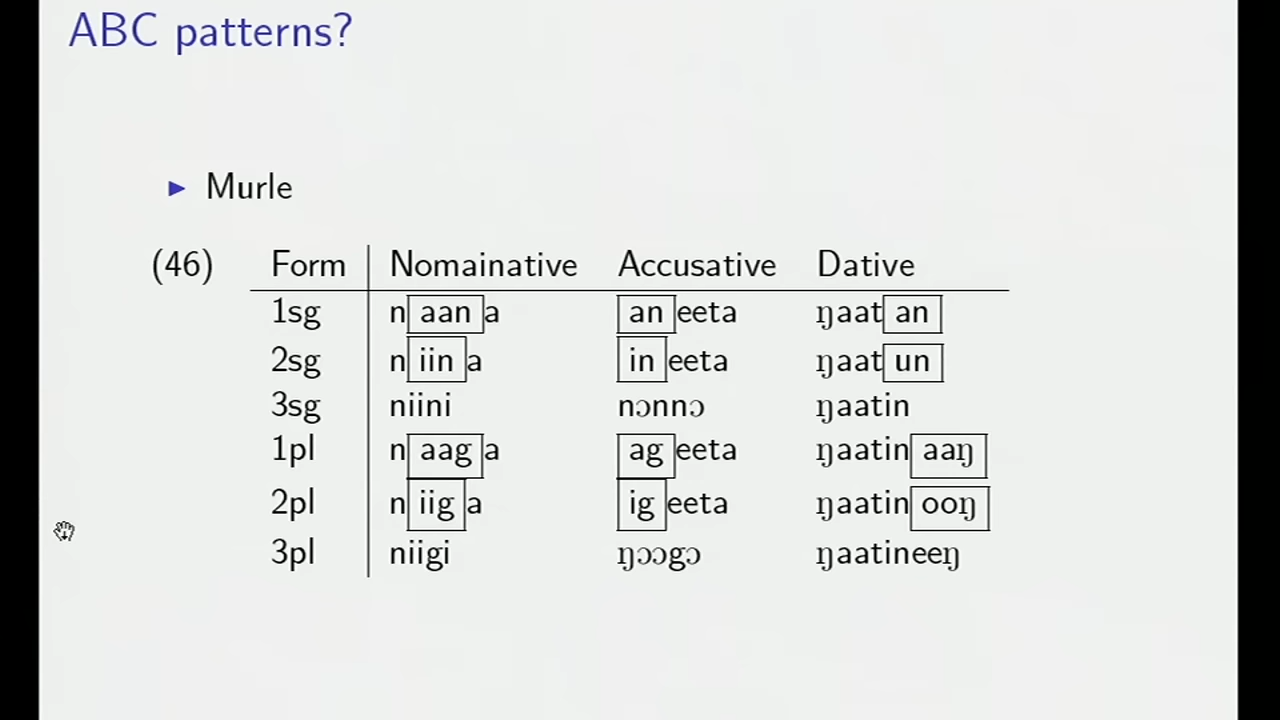 ABC patterns?
▶ Murle
(46) Form Nomainative Accusative Dative
1sg naana aneeta ŋaatan
2sg niina ineeta ŋaatun
3sg niini nɔnnɔ ŋaatin
1pl naaga ageeta ŋaatinaaŋ
2pl niiga igeeta ŋaatinooŋ
3pl niigi ŋɔɔgɔ ŋaatineeŋ